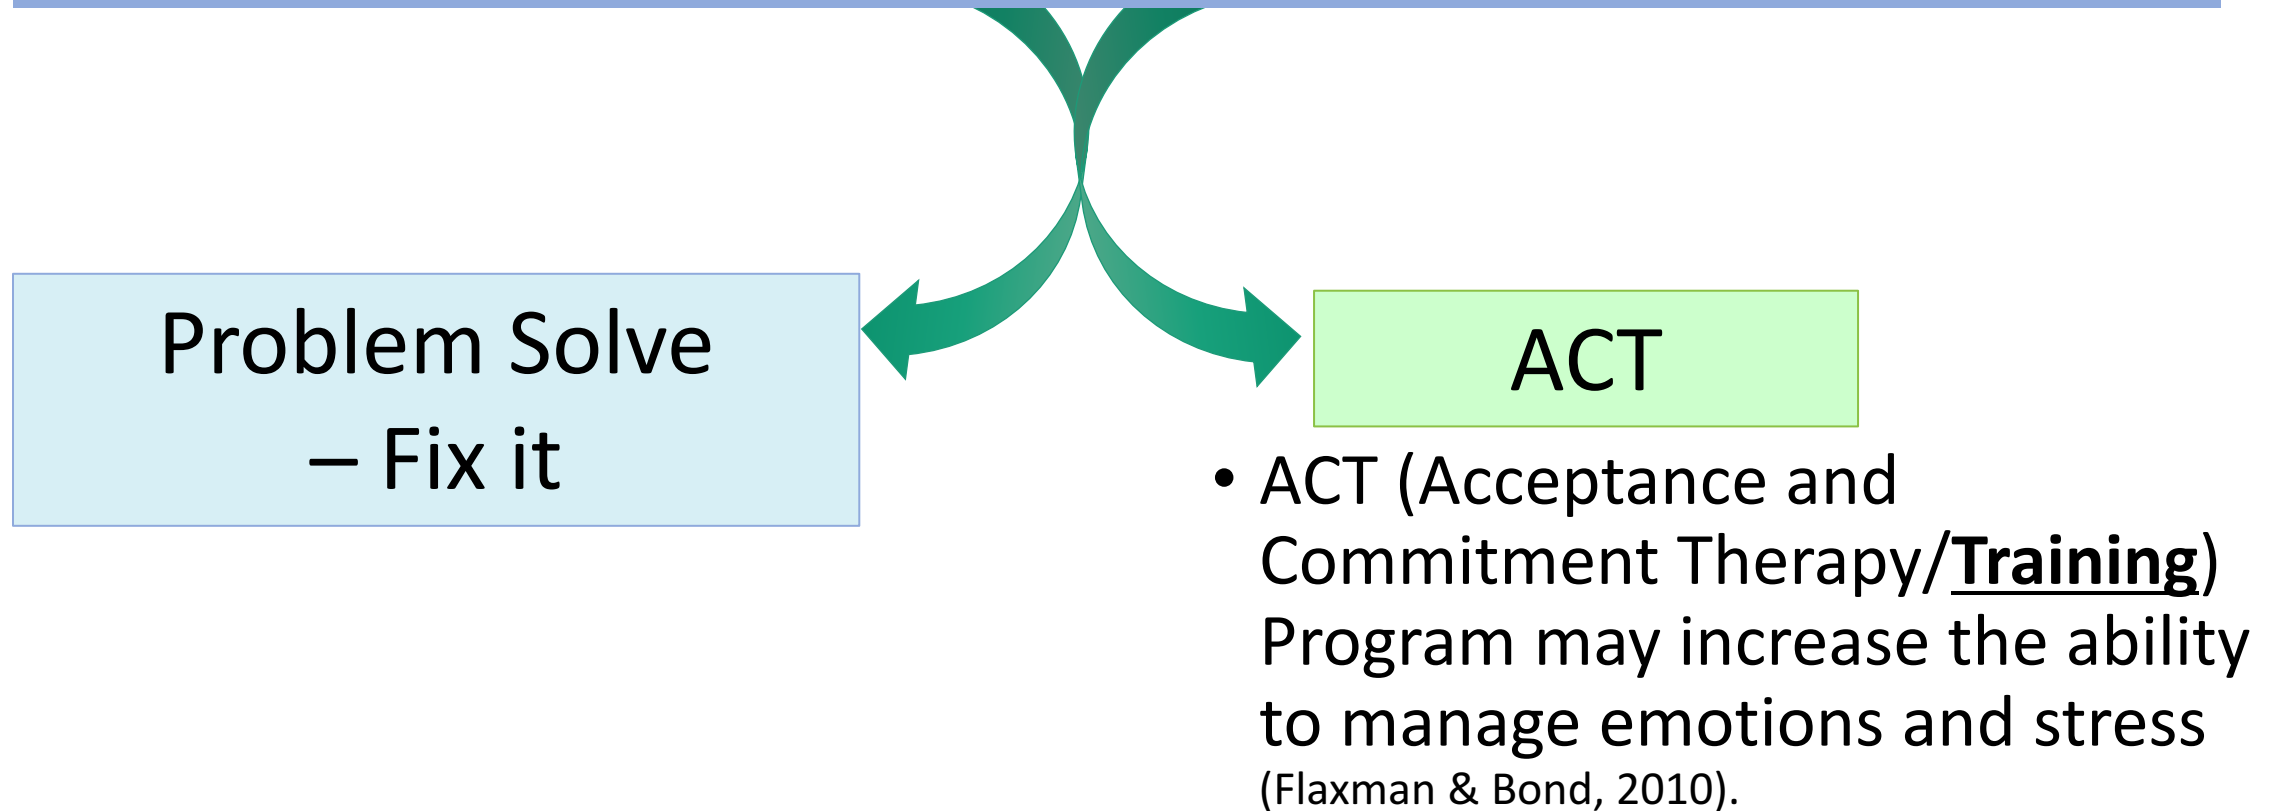 Problem Solve
– Fix it
ACT
• ACT (Acceptance and
Commitment Therapy/Training)
Program may increase the ability
to manage emotions and stress
(Flaxman & Bond, 2010).